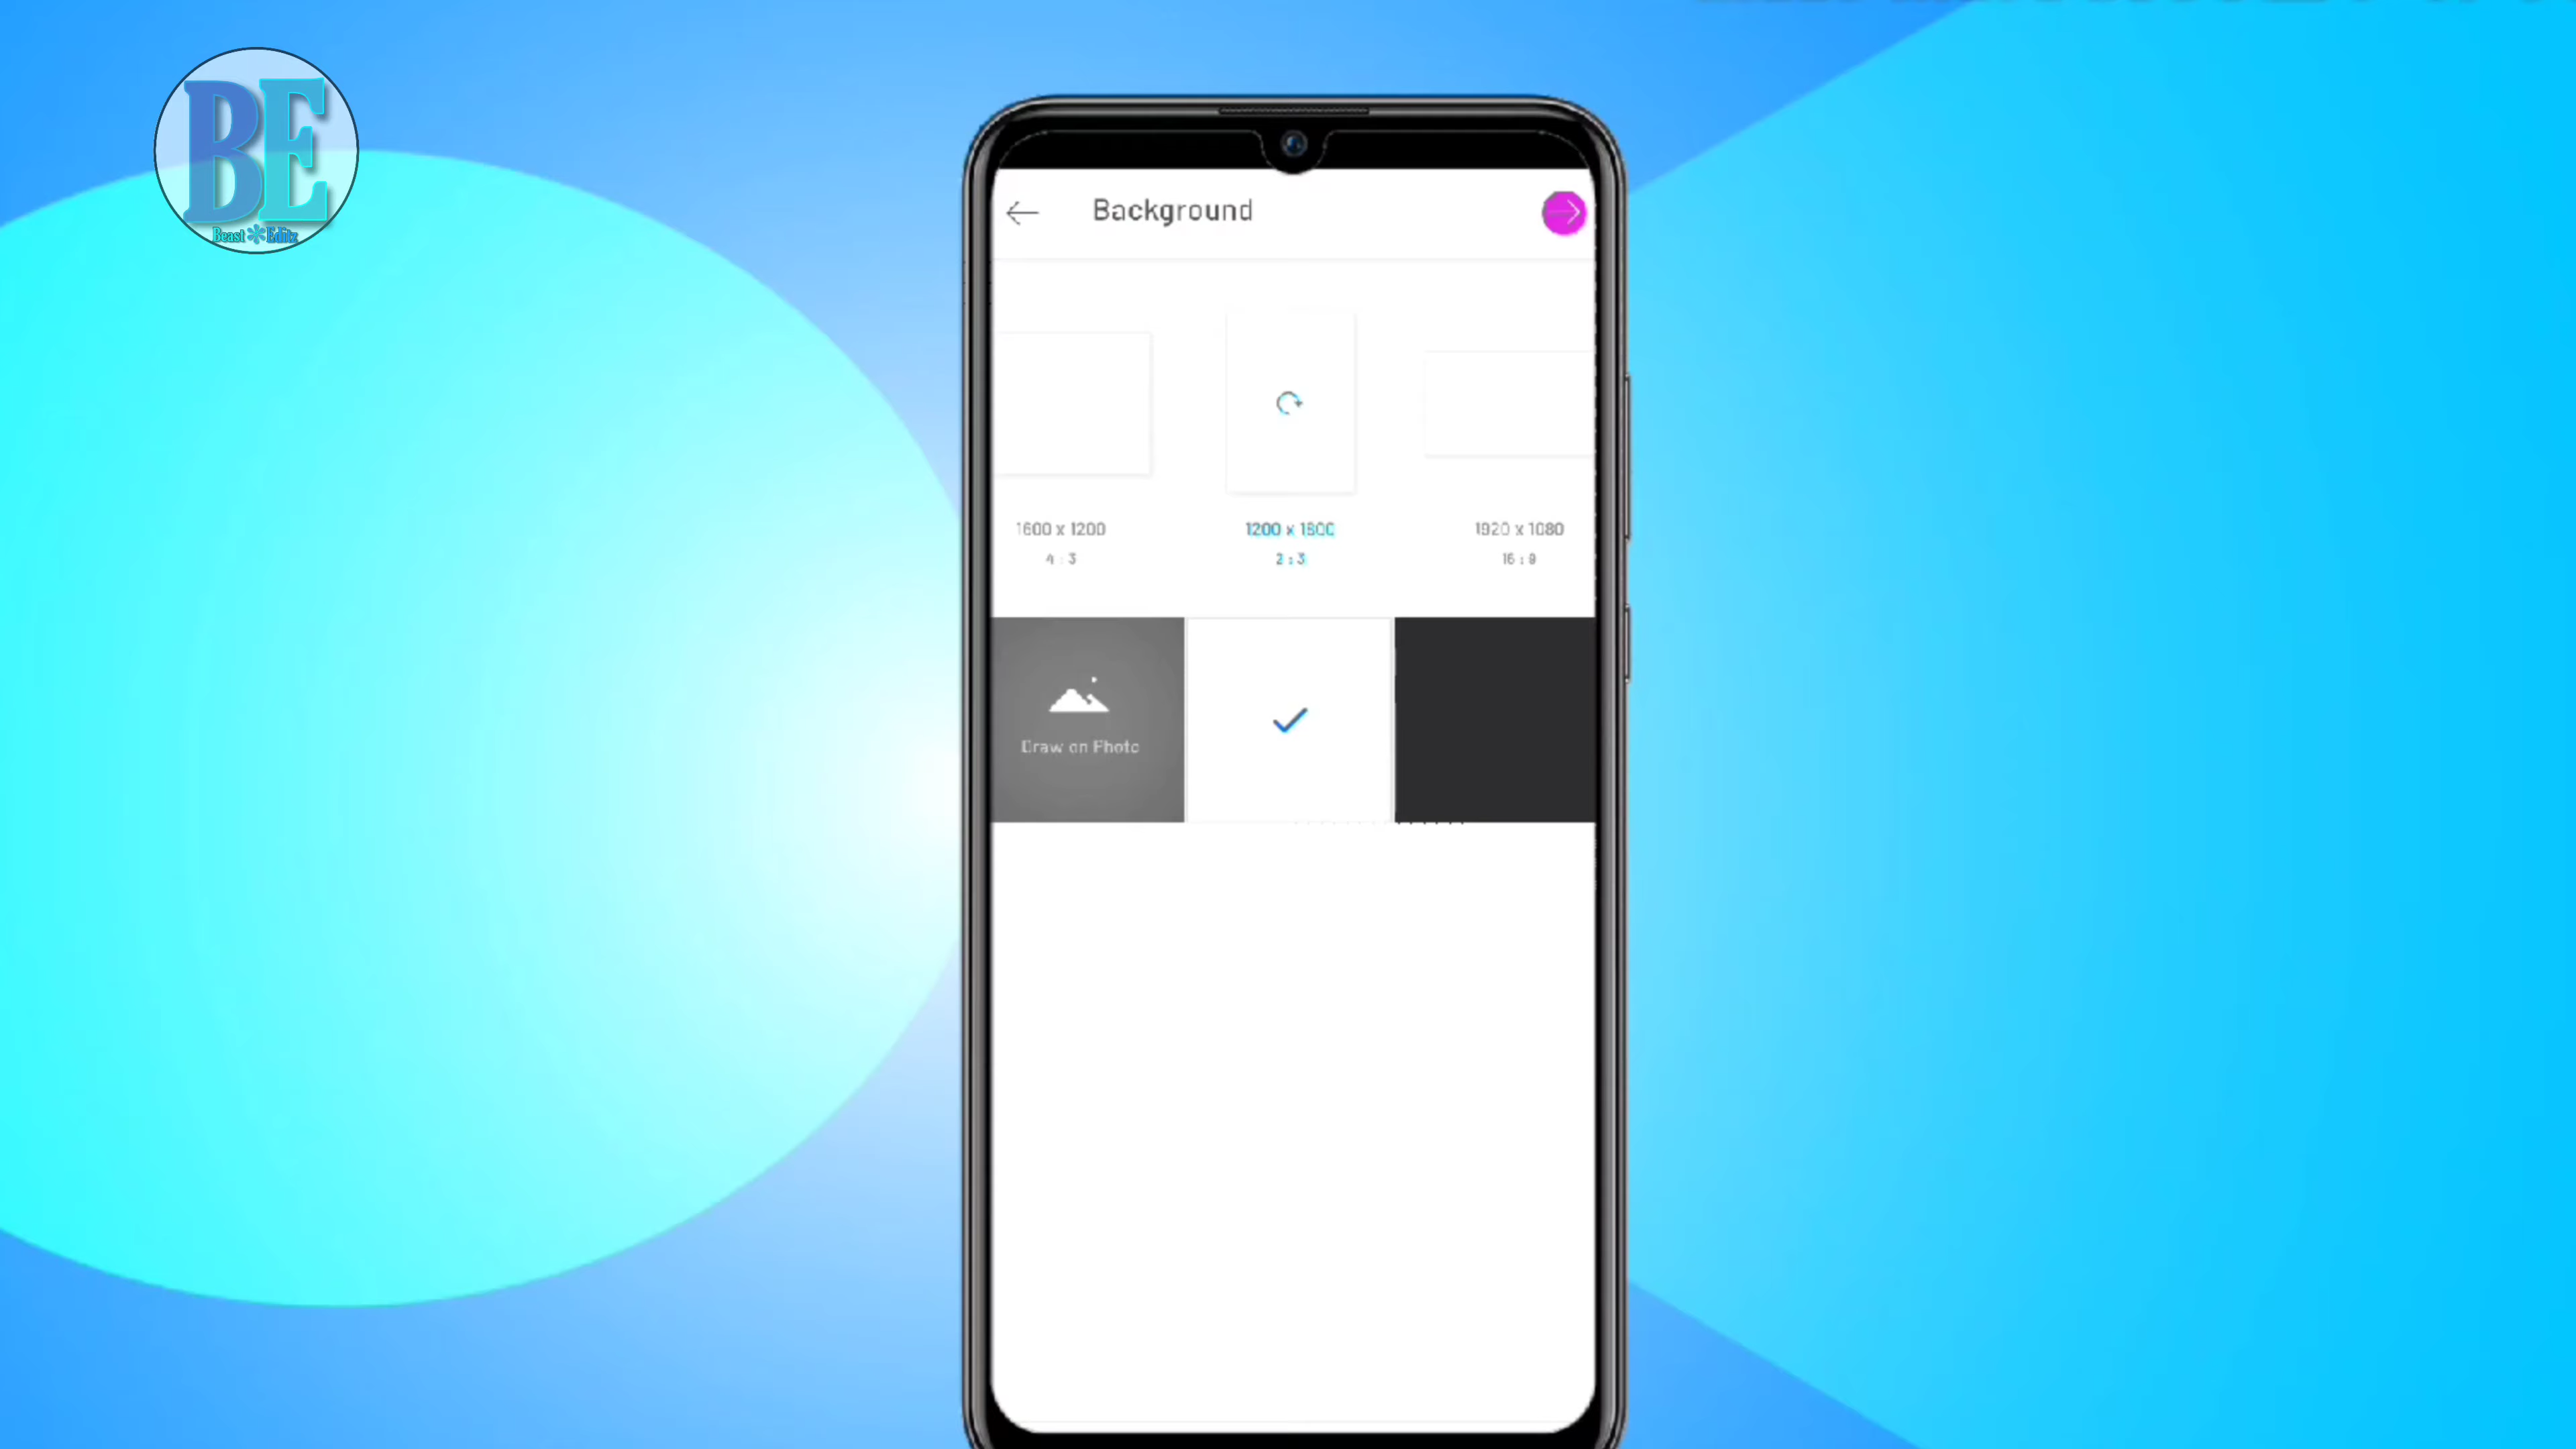 BE
Beast Editz
Background
1600 x 1200
1200 x 1800
1920 x 1080
4 : 3
2 : 3
16 : 9
Draw on Photo